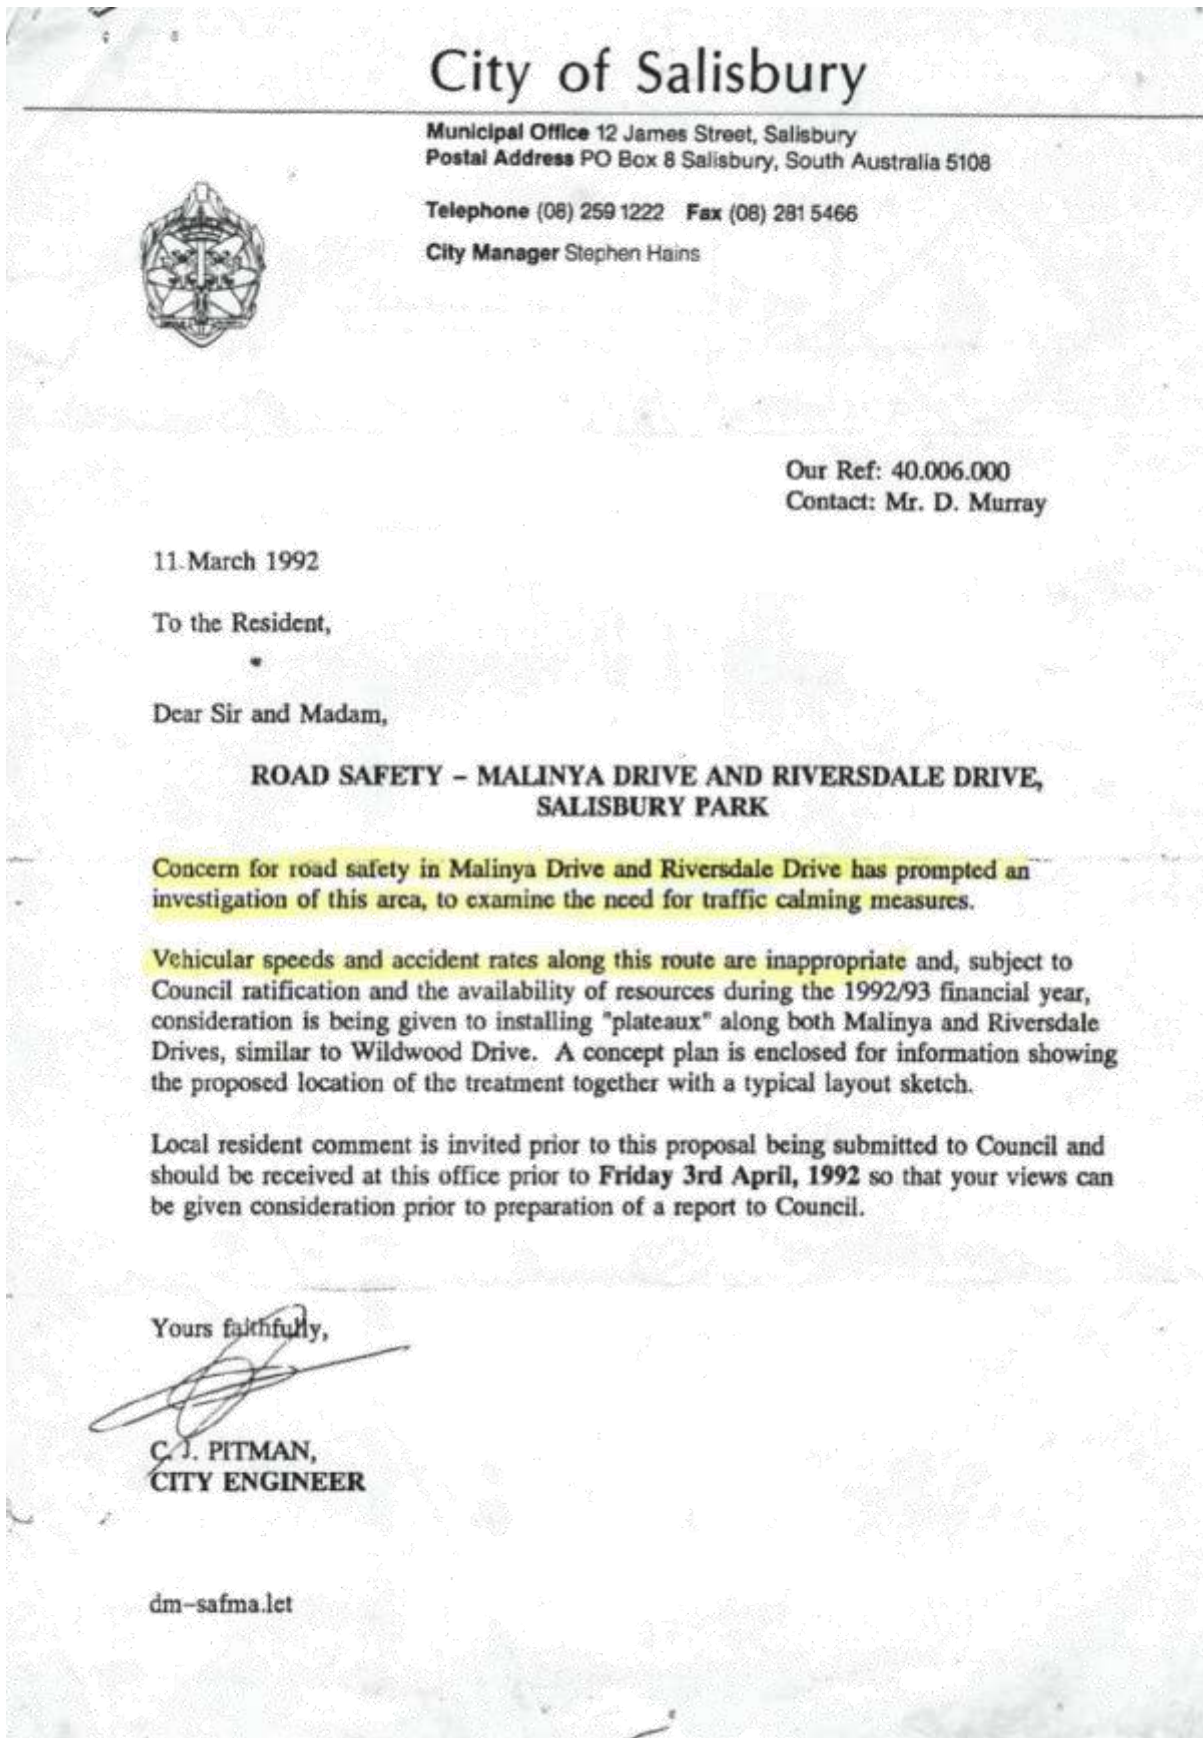 City of Salisbury
Municipal Office 12 James Street, Salisbury
Postal Address PO Box 8 Salisbury, South Australia 5108
Telephone (08) 259 1222 Fax (08) 281 5466
City Manager Stephen Hains
Our Ref: 40.006.000
Contact: Mr. D. Murray
11 March 1992
To the Resident,
Dear Sir and Madam,
ROAD SAFETY – MALINYA DRIVE AND RIVERSDALE DRIVE,
SALISBURY PARK
Concern for road safety in Malinya Drive and Riversdale Drive has prompted an
investigation of this area, to examine the need for traffic calming measures.
Vehicular speeds and accident rates along this route are inappropriate and, subject to
Council ratification and the availability of resources during the 1992/93 financial year,
consideration is being given to installing "plateaux" along both Malinya and Riversdale
Drives, similar to Wildwood Drive. A concept plan is enclosed for information showing
the proposed location of the treatment together with a typical layout sketch.
Local resident comment is invited prior to this proposal being submitted to Council and
should be received at this office prior to Friday 3rd April, 1992 so that your views can
be given consideration prior to preparation of a report to Council.
Yours faithfully,
C. J. PITMAN,
CITY ENGINEER
dm–safma.let